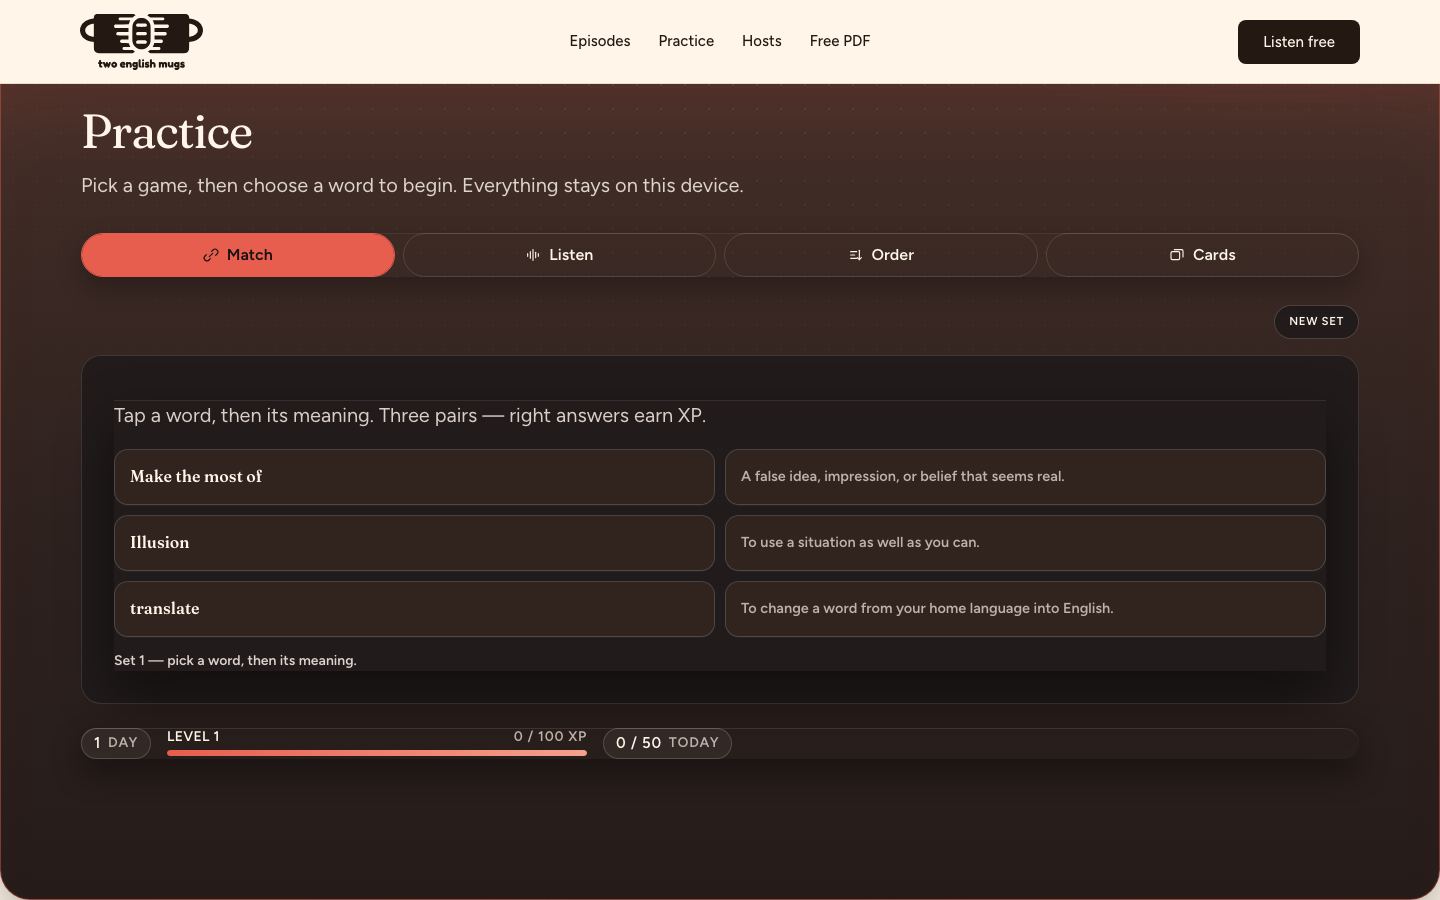 two english mugs
Episodes Practice Hosts Free PDF
Listen free
Practice
Pick a game, then choose a word to begin. Everything stays on this device.
Match Listen Order Cards
NEW SET
Tap a word, then its meaning. Three pairs — right answers earn XP.
Make the most of
A false idea, impression, or belief that seems real.
Illusion
To use a situation as well as you can.
translate
To change a word from your home language into English.
Set 1 — pick a word, then its meaning.
1 DAY
LEVEL 1 0 / 100 XP
0 / 50 TODAY